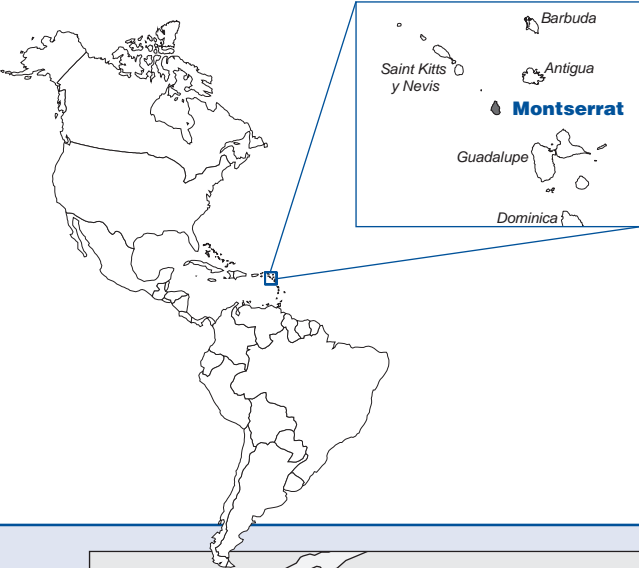 Barbuda
Saint Kitts
y Nevis
Antigua
Montserrat
Guadalupe
Dominica